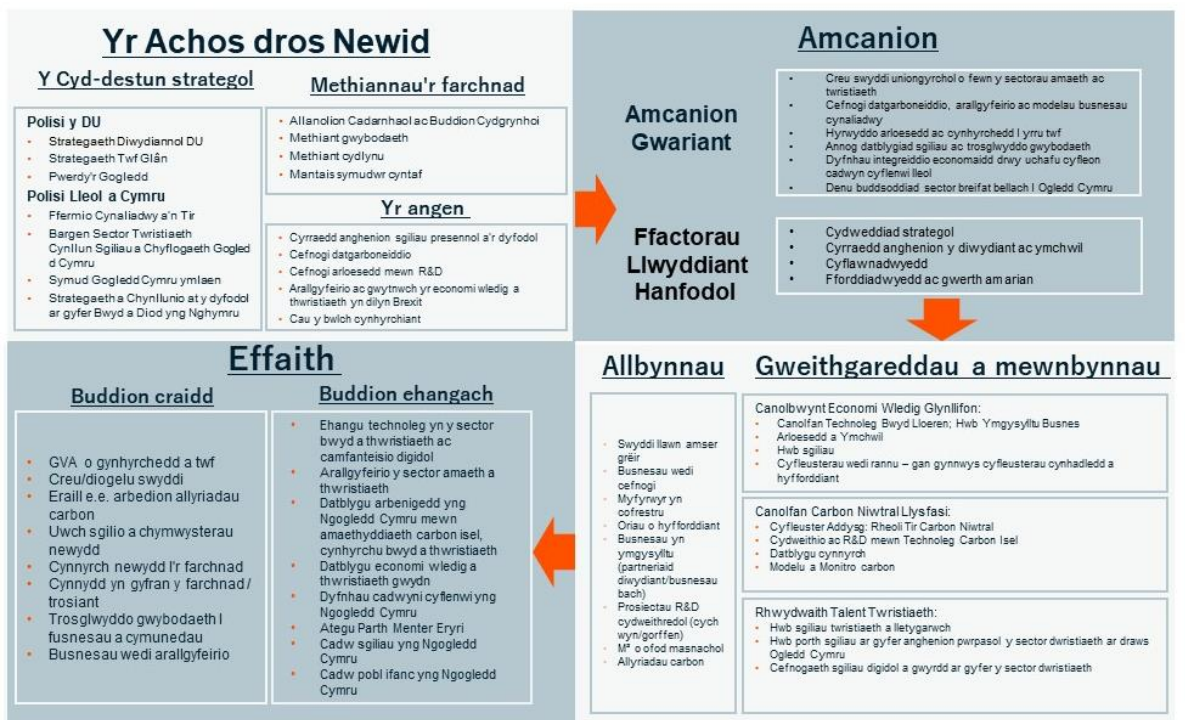 Yr Achos dros Newid
Y Cyd-destun strategol
Polisi y DU
• Strategaeth Diwydiannol DU
• Strategaeth Twf Glân
• Pwerdy'r Gogledd
Polisi Lleol a Cymru
• Ffermio Cynaliadwy a'n Tir
• Bargen Sector Twristiaeth
Cynllun Sgiliau a Chyflogaeth Gogled
d Cymru
• Symud Gogledd Cymru ymlaen
• Strategaeth a Chynllunio at y dyfodol
ar gyfer Bwyd a Diod yng Nghymru
Methiannau'r farchnad
• Allanolion Cadarnhaol ac Buddion Cydgrynhoi
• Methiant gwybodaeth
• Methiant cydlynu
• Mantais symudwr cyntaf
Yr angen
• Cyrraedd anghenion sgiliau presennol a'r dyfodol
• Cefnogi datgarboneiddio
• Cefnogi arloesedd mewn R&D
• Arallgyfeirio ac gwytnwch yr economi wledig a
thwristiaeth yn dilyn Brexit
• Cau y bwlch cynhyrchiant
Amcanion
Amcanion
Gwariant
• Creu swyddi uniongyrchol o fewn y sectorau amaeth ac
twristiaeth
• Cefnogi datgarboneiddio, arallgyfeirio ac modelau busnesau
cynaliadwy
• Hyrwyddo arloesedd ac cynhyrchedd I yrru twf
• Annog datblygiad sgiliau ac trosglwyddo gwybodaeth
• Dyfnhau integreiddio economaidd drwy uchafu cyfleon
cadwyn cyflenwi lleol
• Denu buddsoddiad sector breifat bellach I Ogledd Cymru
Ffactorau
Llwyddiant
Hanfodol
• Cydweddiad strategol
• Cyrraedd anghenion y diwydiant ac ymchwil
• Cyflawnadwyedd
• Fforddiadwyedd ac gwerth am arian
Effaith
Buddion craidd
• GVA o gynhyrchedd a twf
• Creu/diogelu swyddi
• Eraill e.e. arbedion allyriadau
carbon
• Uwch sgilio a chymwysterau
newydd
• Cynnyrch newydd I'r farchnad
• Cynnydd yn gyfran y farchnad /
trosiant
• Trosglwyddo gwybodaeth I
fusnesau a cymunedau
• Busnesau wedi arallgyfeirio
Buddion ehangach
• Ehangu technoleg yn y sector
bwyd a thwristiaeth ac
camfanteisio digidol
• Arallgyfeirio y sector amaeth a
thwristiaeth
• Datblygu arbenigedd yng
Ngogledd Cymru mewn
amaethyddiaeth carbon isel,
cynhyrchu bwyd a thwristiaeth
• Datblygu economi wledig a
thwristiaeth gwydn
• Dyfnhau cadwyni cyflenwi yng
Ngogledd Cymru
• Ategu Parth Menter Eryri
• Cadw sgiliau yng Ngogledd
Cymru
• Cadw pobl ifanc yng Ngogledd
Cymru
Allbynnau
• Swyddi llawn amser
grëir
• Busnesau wedi
cefnogi
• Myfyrwyr yn
cofrestru
• Oriau o hyfforddiant
• Busnesau yn
ymgysylltu
(partneriaid
diwydiant/busnesau
bach)
• Prosiectau R&D
cydweithredol (cych
wyn/gorffen)
• M² o ofod masnachol
• Allyriadau carbon
Gweithgareddau a mewnbynnau
Canolbwynt Economi Wledig Glynllifon:
• Canolfan Technoleg Bwyd Lloeren; Hwb Ymgysylltu Busnes
• Arloesedd a Ymchwil
• Hwb sgiliau
• Cyfleusterau wedi rannu – gan gynnwys cyfleusterau cynhadledd a
hyfforddiant
Canolfan Carbon Niwtral Llysfasi:
• Cyfleuster Addysg: Rheoli Tir Carbon Niwtral
• Cydweithio ac R&D mewn Technoleg Carbon Isel
• Datblygu cynnyrch
• Modelu a Monitro carbon
Rhwydwaith Talent Twristiaeth:
• Hwb sgiliau twristiaeth a lletygarwch
• Hwb porth sgiliau ar gyfer anghenion pwrpasol y sector dwristiaeth ar draws
Ogledd Cymru
• Cefnogaeth sgiliau digidol a gwyrdd ar gyfer y sector dwristiaeth